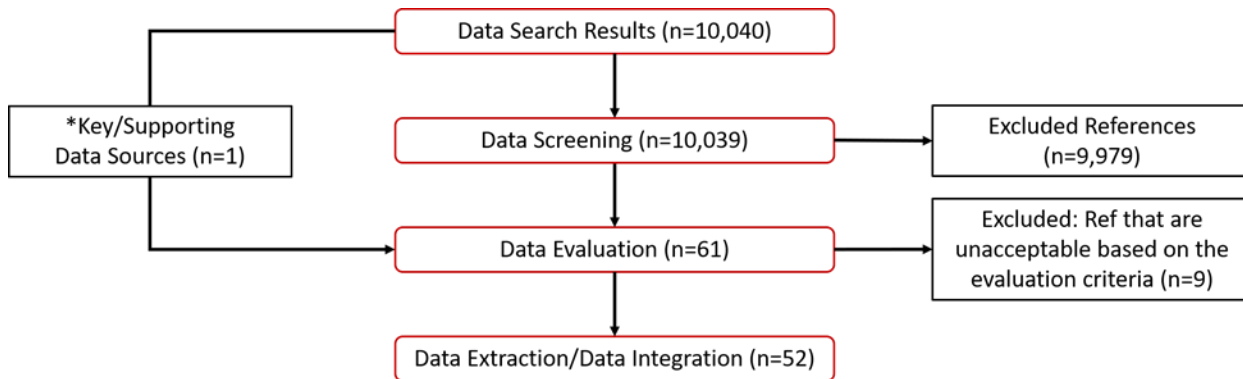 Data Search Results (n=10,040)
*Key/Supporting
Data Sources (n=1)
Data Screening (n=10,039)
Excluded References
(n=9,979)
Data Evaluation (n=61)
Excluded: Ref that are
unacceptable based on the
evaluation criteria (n=9)
Data Extraction/Data Integration (n=52)